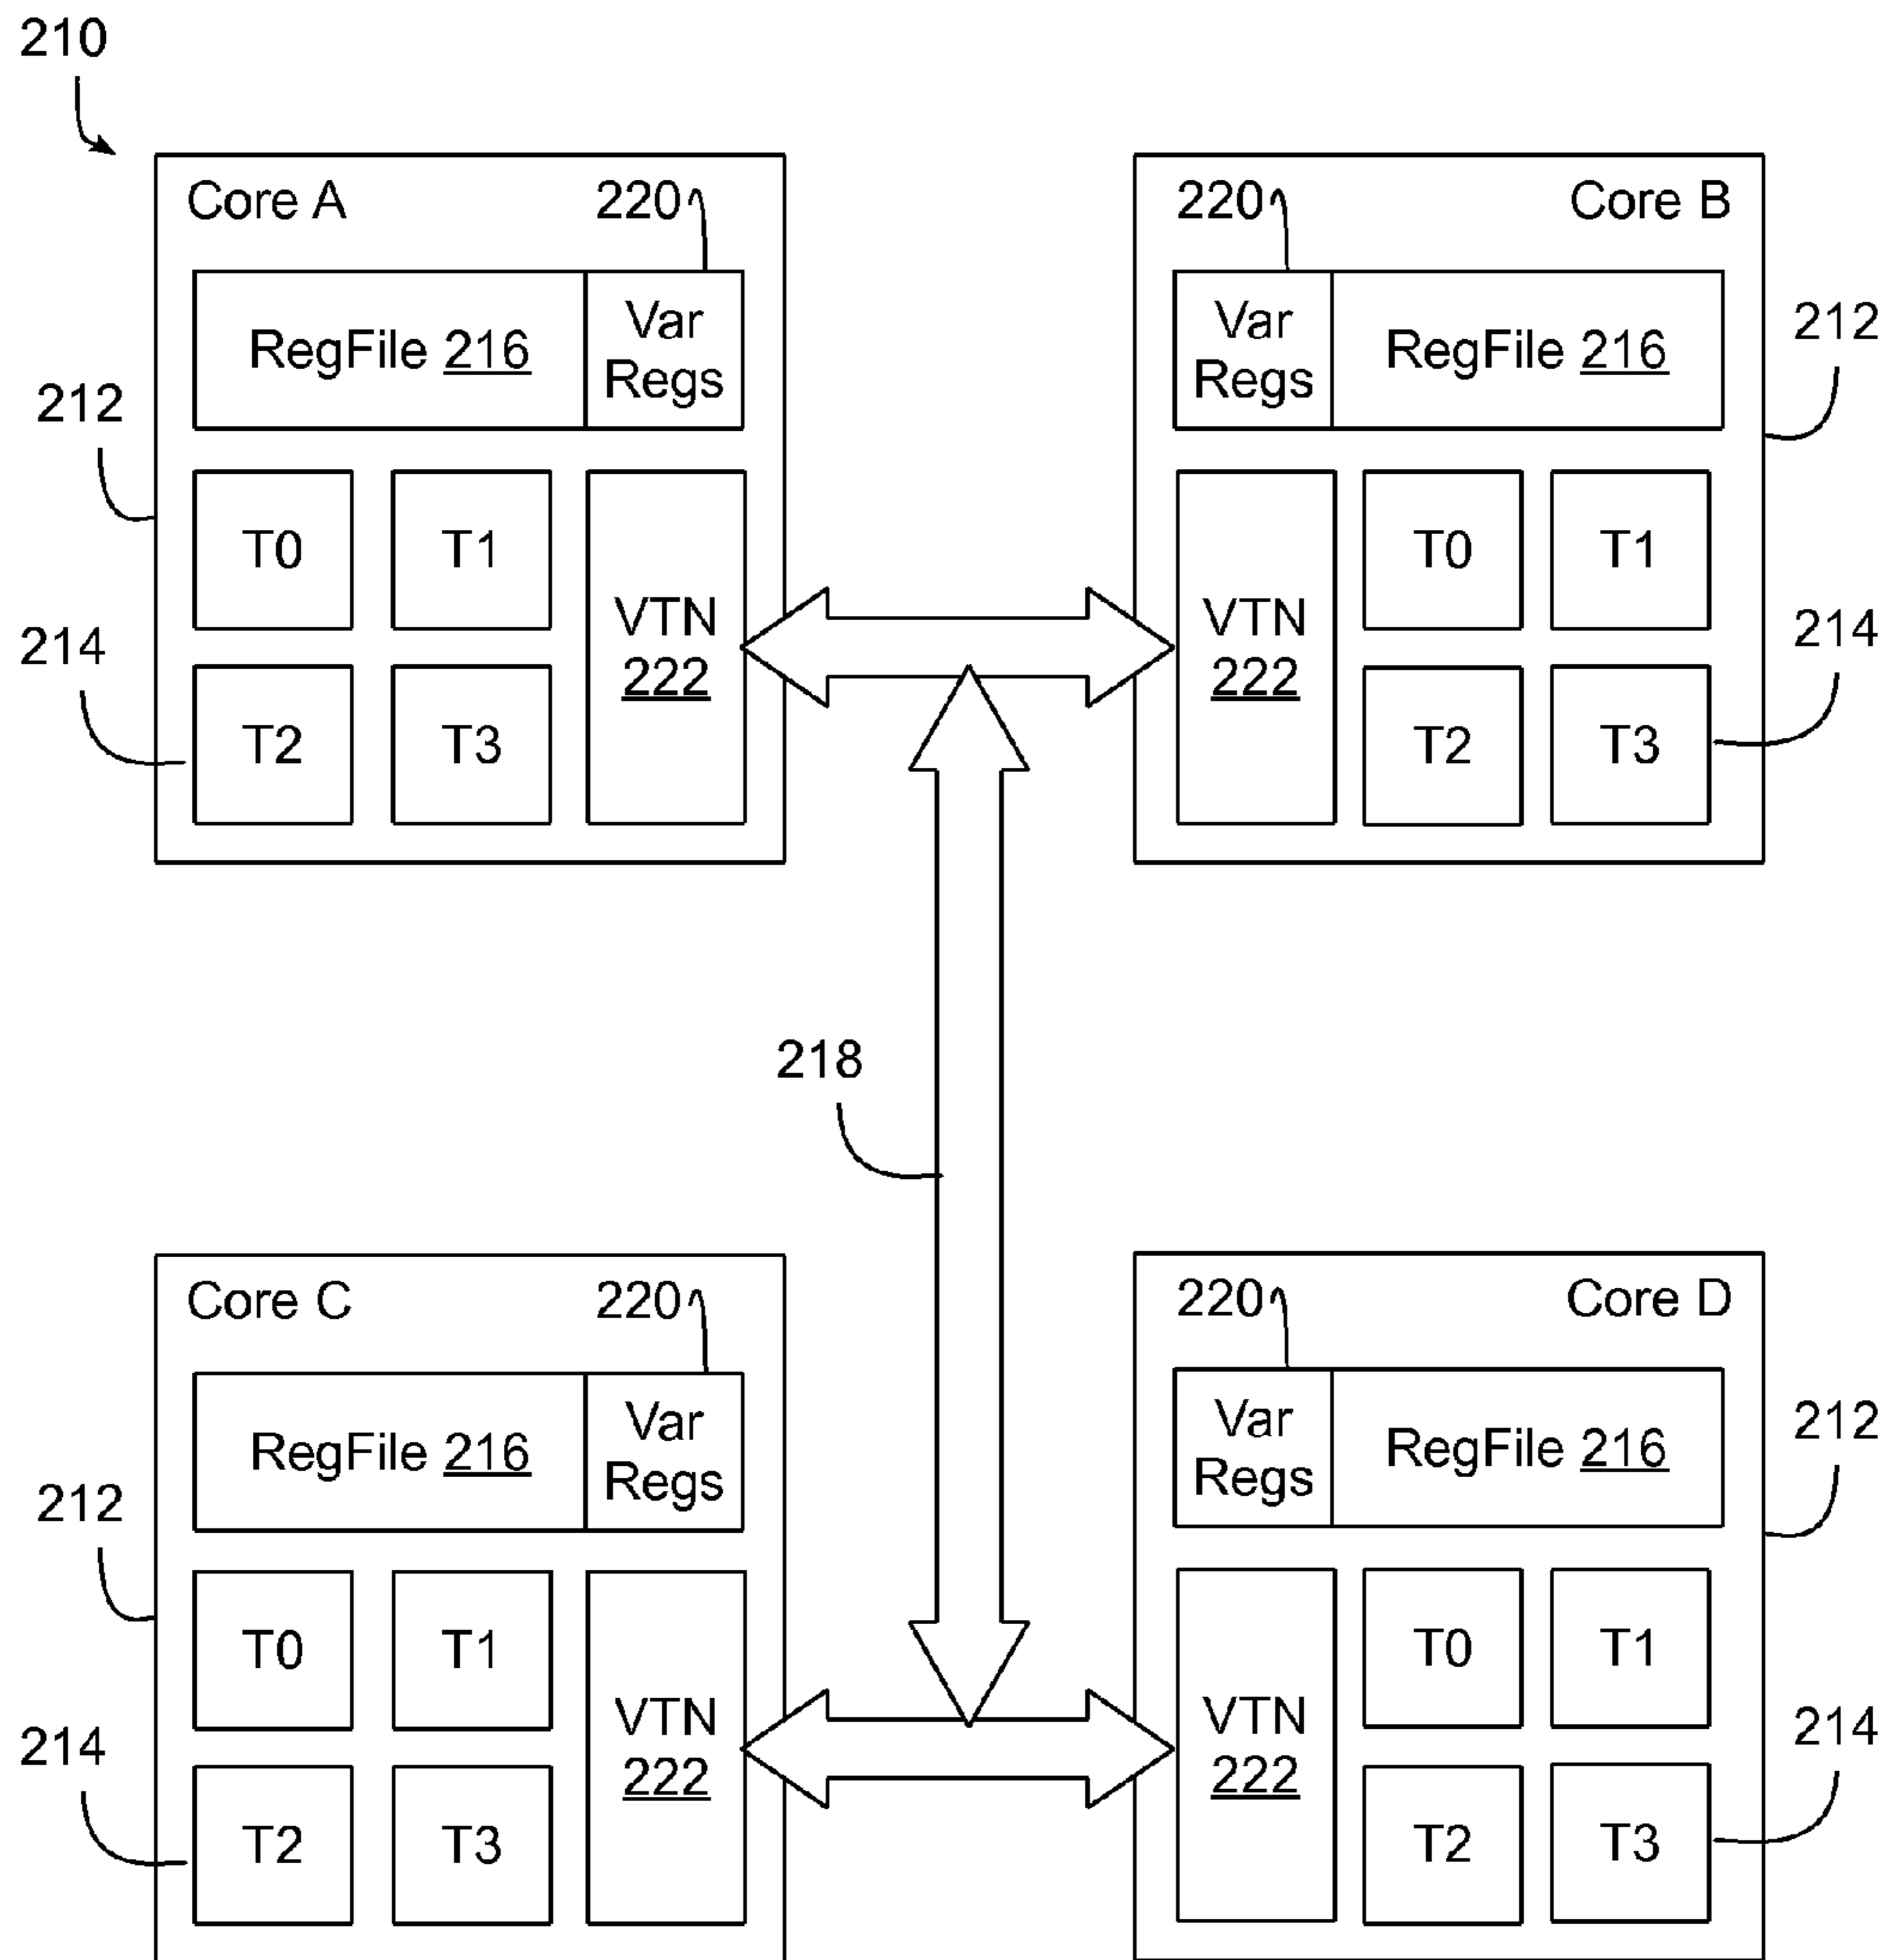 210
Core A
220
RegFile 216
Var
Regs
212
T0
T1
VTN
222
214
T2
T3
220
Core B
Var
Regs
RegFile 216
212
VTN
222
T0
T1
214
T2
T3
218
Core C
220
RegFile 216
Var
Regs
212
T0
T1
VTN
222
214
T2
T3
220
Core D
Var
Regs
RegFile 216
212
VTN
222
T0
T1
214
T2
T3